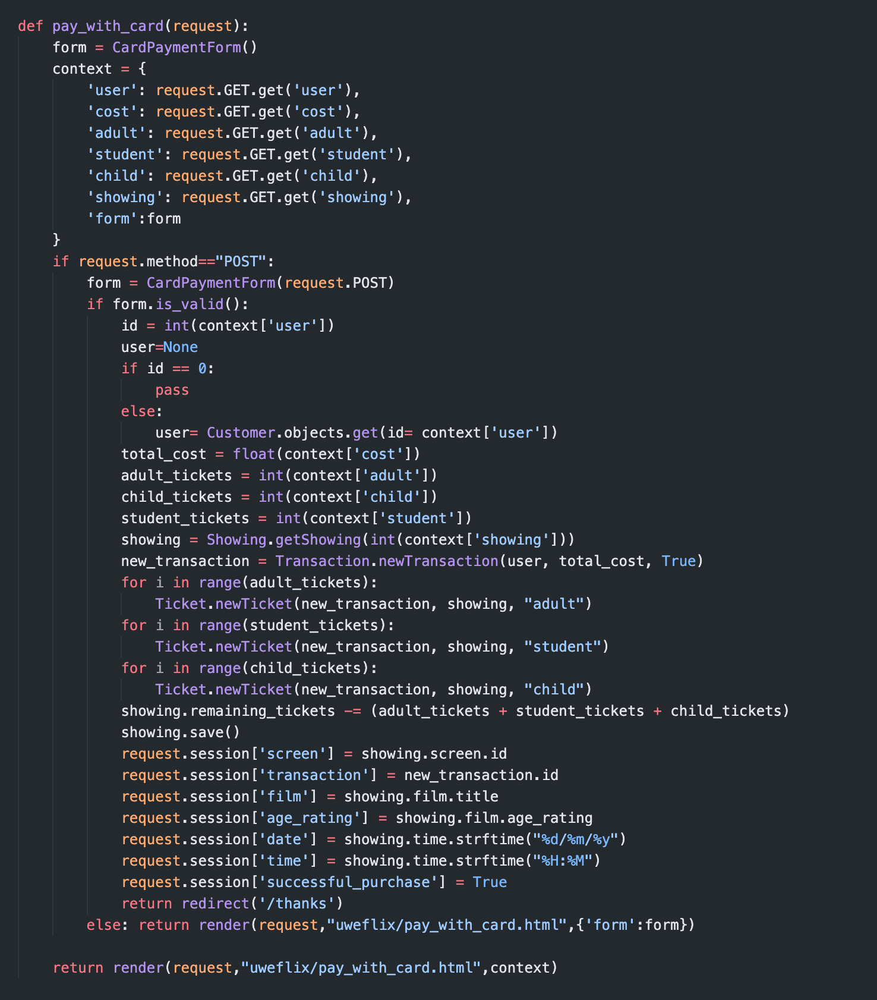 def pay_with_card(request):
    form = CardPaymentForm()
    context = {
        'user': request.GET.get('user'),
        'cost': request.GET.get('cost'),
        'adult': request.GET.get('adult'),
        'student': request.GET.get('student'),
        'child': request.GET.get('child'),
        'showing': request.GET.get('showing'),
        'form':form
    }
    if request.method=="POST":
        form = CardPaymentForm(request.POST)
        if form.is_valid():
            id = int(context['user'])
            user=None
            if id == 0:
                pass
            else:
                user= Customer.objects.get(id= context['user'])
            total_cost = float(context['cost'])
            adult_tickets = int(context['adult'])
            child_tickets = int(context['child'])
            student_tickets = int(context['student'])
            showing = Showing.getShowing(int(context['showing']))
            new_transaction = Transaction.newTransaction(user, total_cost, True)
            for i in range(adult_tickets):
                Ticket.newTicket(new_transaction, showing, "adult")
            for i in range(student_tickets):
                Ticket.newTicket(new_transaction, showing, "student")
            for i in range(child_tickets):
                Ticket.newTicket(new_transaction, showing, "child")
            showing.remaining_tickets -= (adult_tickets + student_tickets + child_tickets)
            showing.save()
            request.session['screen'] = showing.screen.id
            request.session['transaction'] = new_transaction.id
            request.session['film'] = showing.film.title
            request.session['age_rating'] = showing.film.age_rating
            request.session['date'] = showing.time.strftime("%d/%m/%y")
            request.session['time'] = showing.time.strftime("%H:%M")
            request.session['successful_purchase'] = True
            return redirect('/thanks')
        else: return render(request,"uweflix/pay_with_card.html",{'form':form})

    return render(request,"uweflix/pay_with_card.html",context)